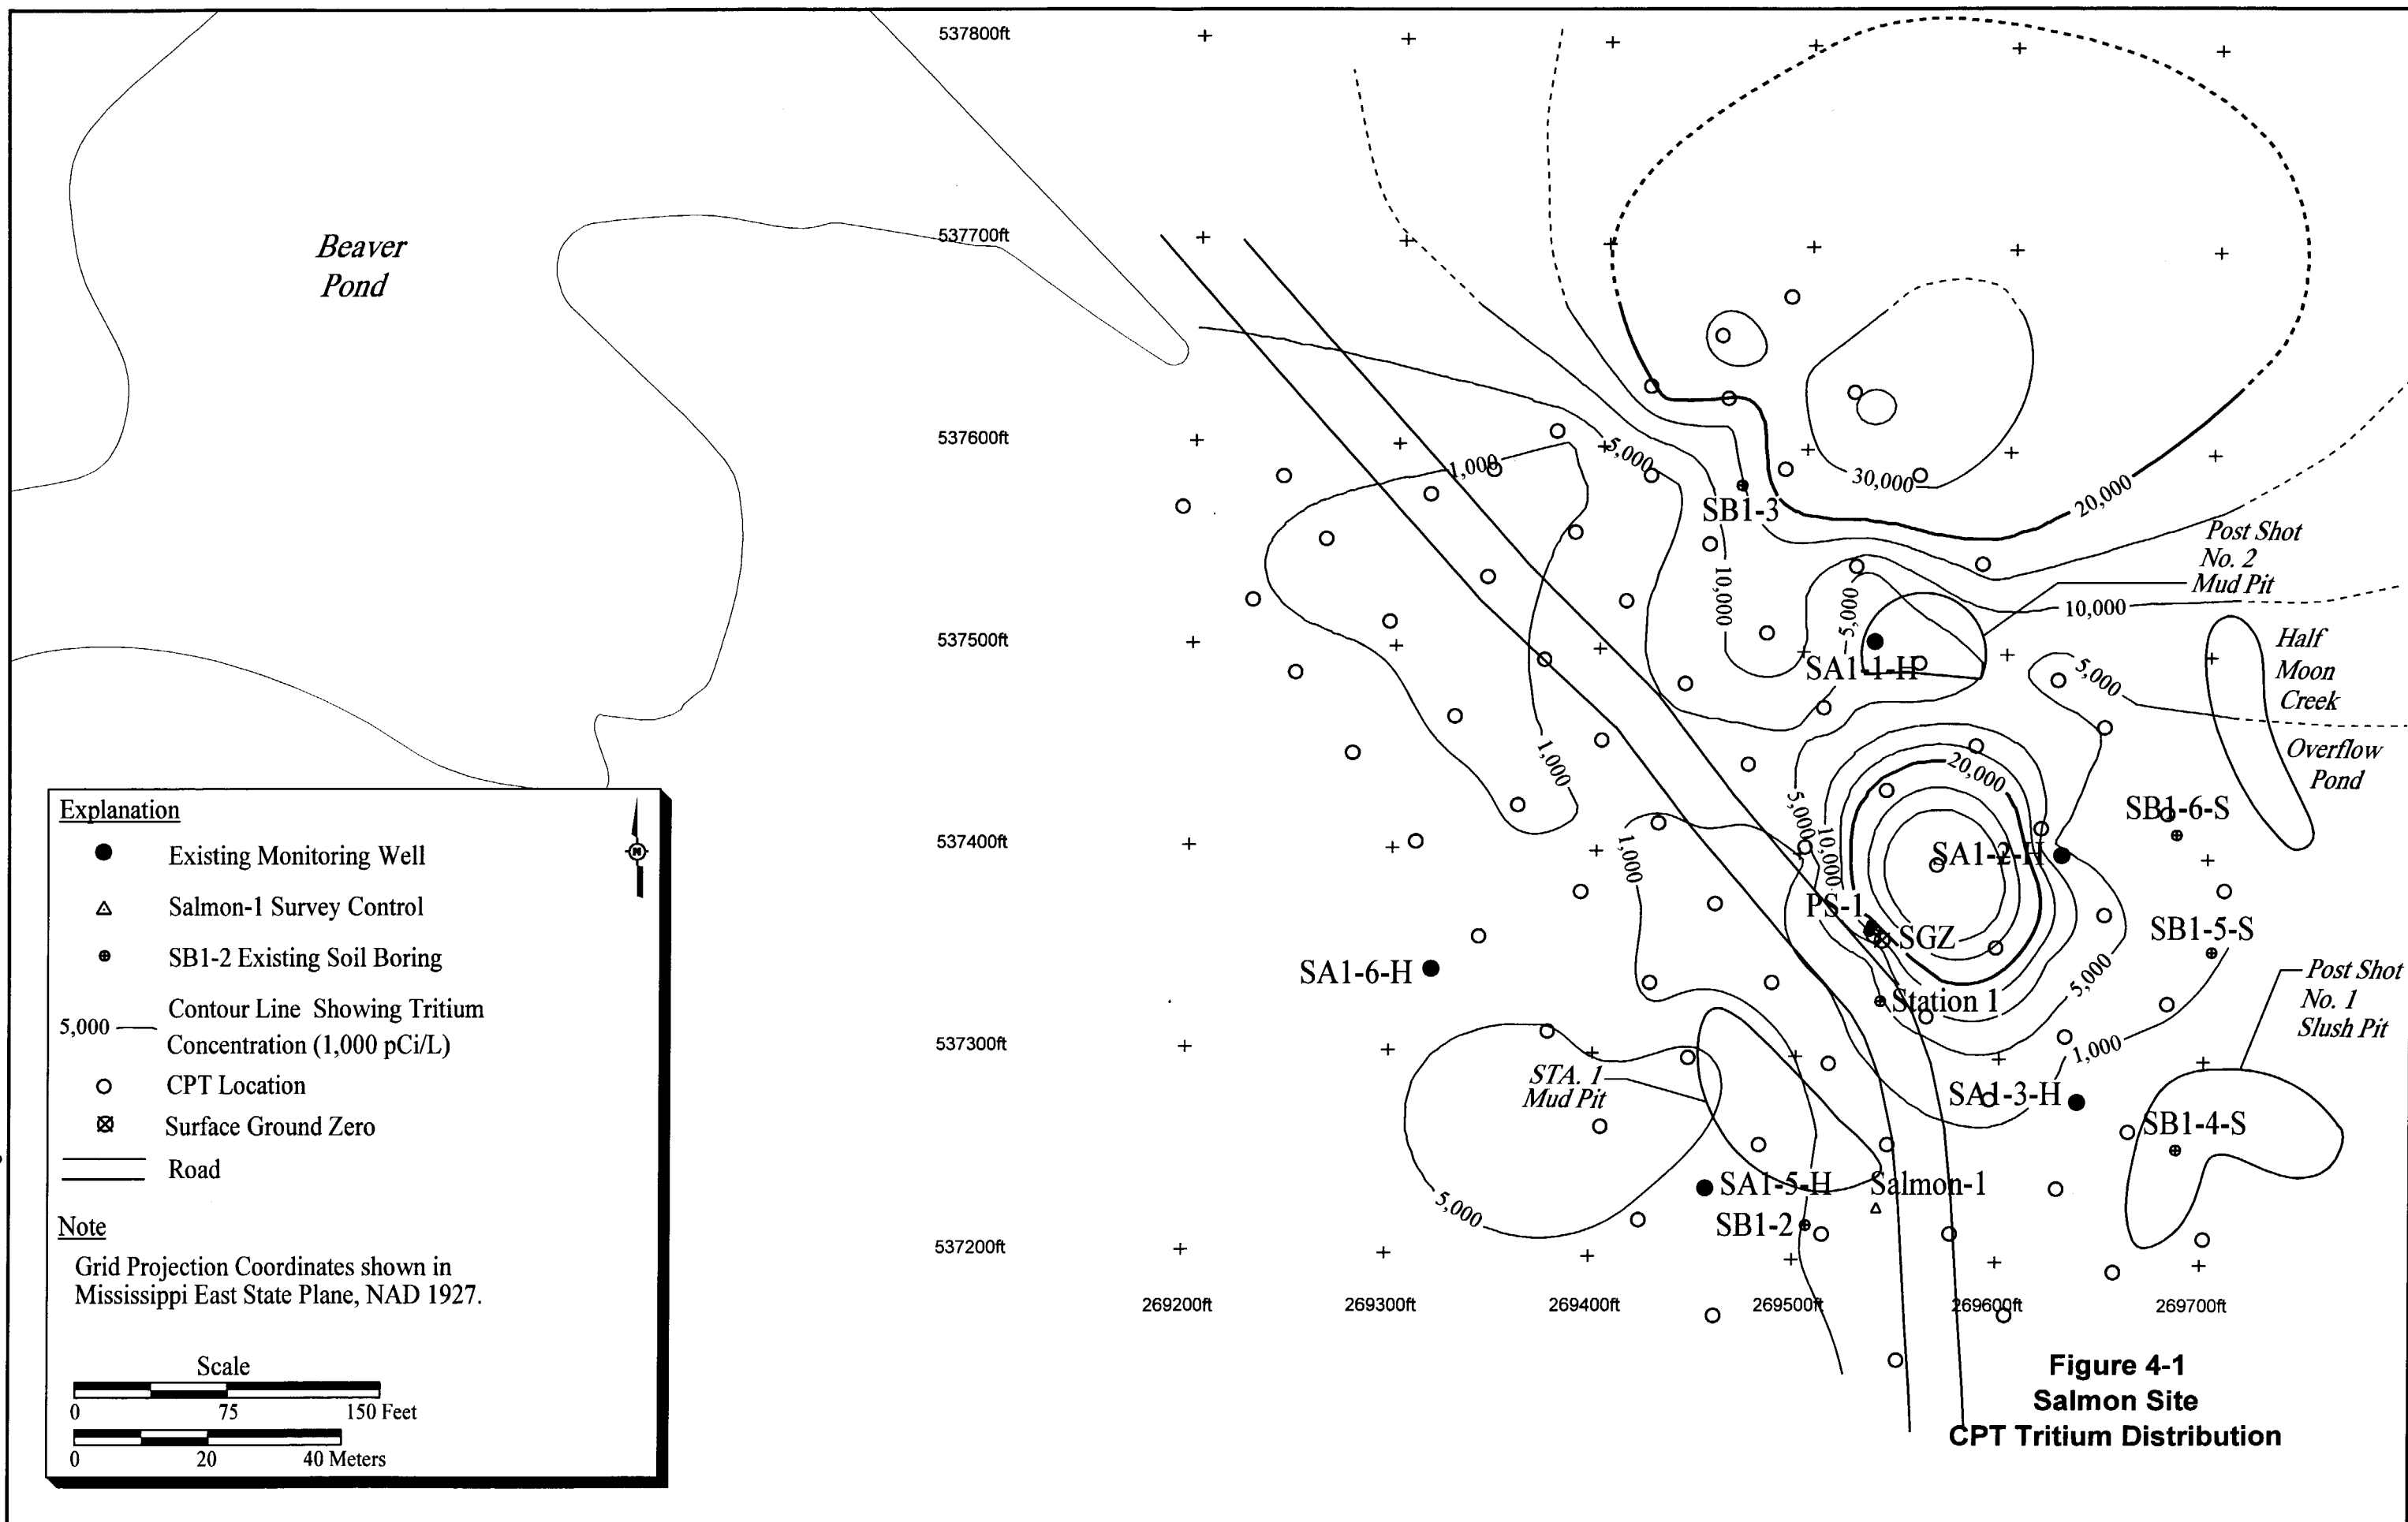 537800ft
537700ft
537600ft
537500ft
537400ft
537300ft
537200ft
269200ft
269300ft
269400ft
269500ft
269600ft
269700ft
Beaver
Pond
1,000
5,000
10,000
30,000
20,000
SB1-3
Post Shot
No. 2
Mud Pit
10,000
5,000
SA1-1-H
5,000
Half
Moon
Creek
Overflow
Pond
1,000
20,000
5,000
10,000
SA1-2-H
SB1-6-S
1,000
PS-1
SGZ
SB1-5-S
SA1-6-H
Station 1
5,000
Post Shot
No. 1
Slush Pit
1,000
STA. 1
Mud Pit
SA1-3-H
SB1-4-S
5,000
SA1-5-H
Salmon-1
SB1-2
Explanation
N
Existing Monitoring Well
Salmon-1 Survey Control
SB1-2 Existing Soil Boring
5,000
Contour Line Showing Tritium
Concentration (1,000 pCi/L)
CPT Location
Surface Ground Zero
Road
Note
Grid Projection Coordinates shown in
Mississippi East State Plane, NAD 1927.
Scale
0 75 150 Feet
0 20 40 Meters
Figure 4-1
Salmon Site
CPT Tritium Distribution